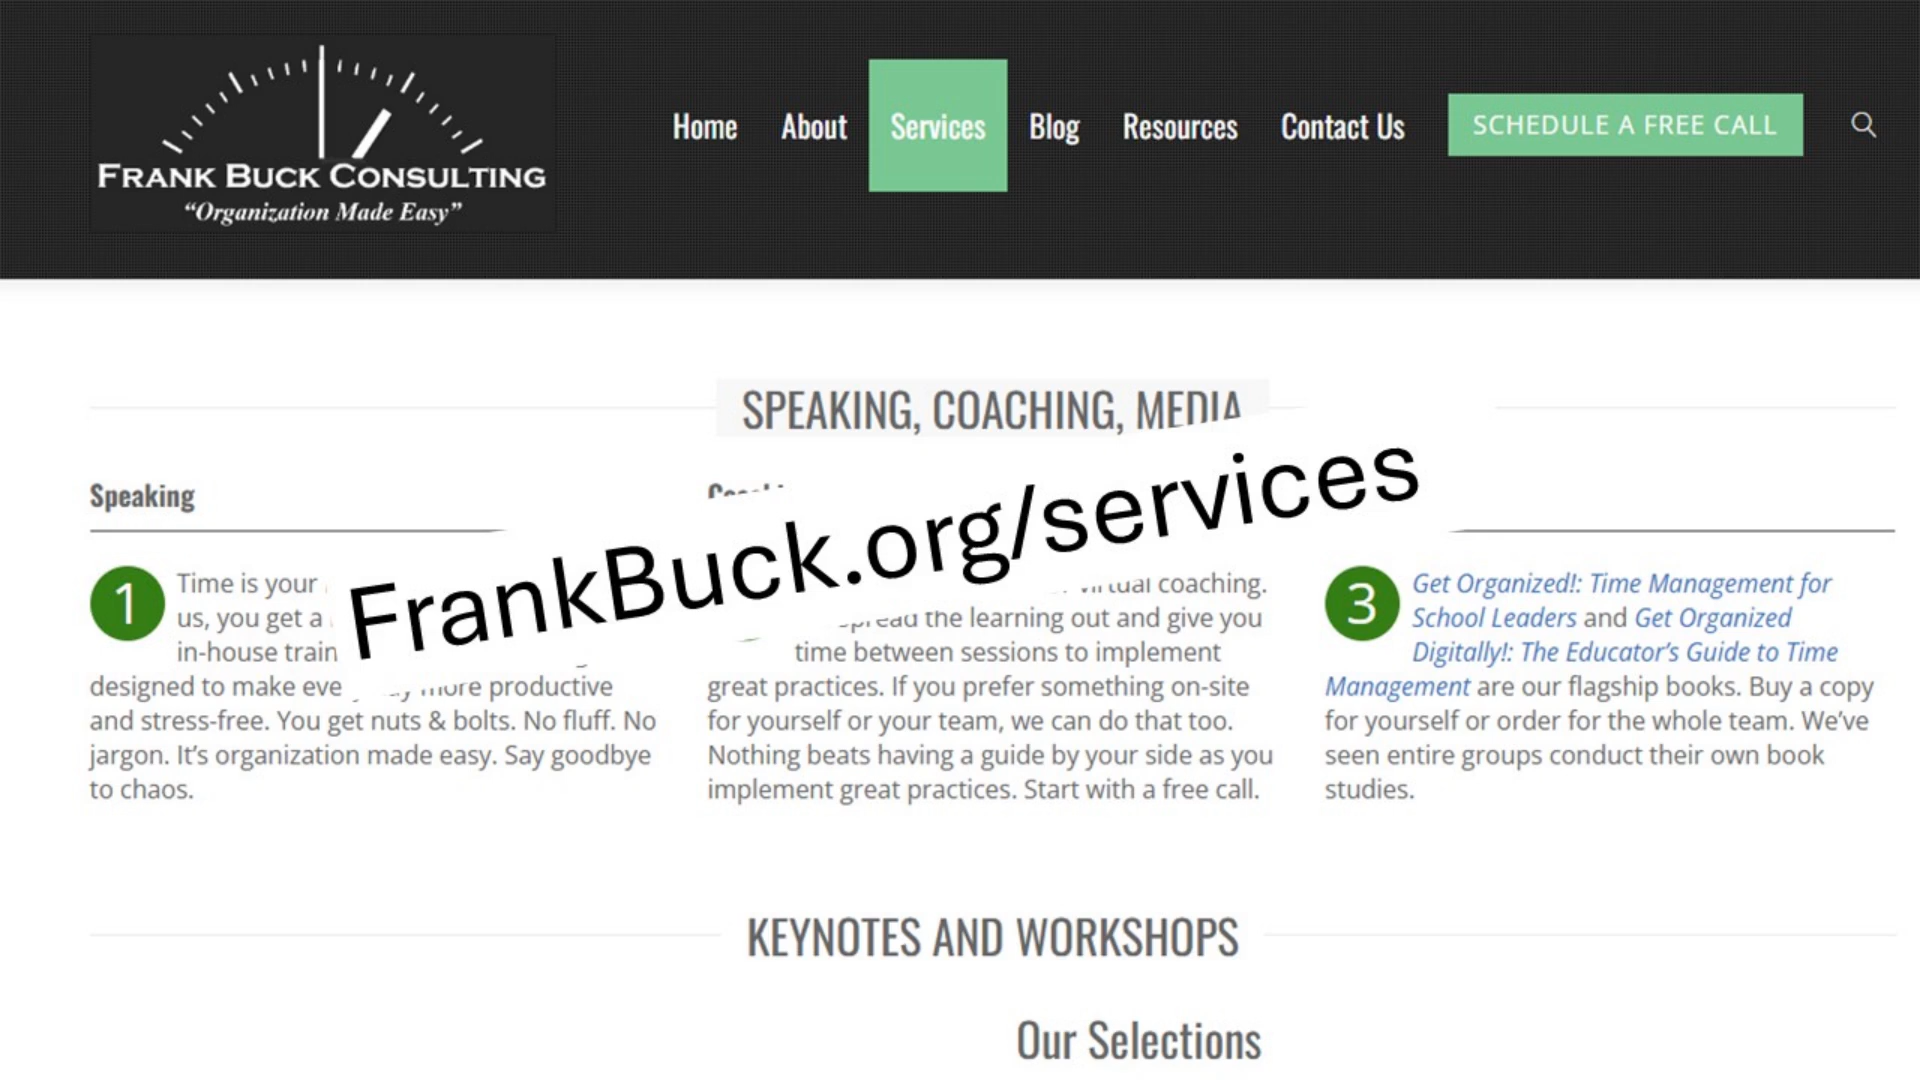 FRANK BUCK CONSULTING
“Organization Made Easy”
Home About Services Blog Resources Contact Us SCHEDULE A FREE CALL
SPEAKING, COACHING, MEDIA
FrankBuck.org/services
Speaking
1
Time is your
us, you get a
in-house train
designed to make more productive
and stress-free. You get nuts & bolts. No fluff. No
jargon. It’s organization made easy. Say goodbye
to chaos.
virtual coaching.
spread the learning out and give you
time between sessions to implement
great practices. If you prefer something on-site
for yourself or your team, we can do that too.
Nothing beats having a guide by your side as you
implement great practices. Start with a free call.
3
Get Organized!: Time Management for
School Leaders and Get Organized
Digitally!: The Educator’s Guide to Time
Management are our flagship books. Buy a copy
for yourself or order for the whole team. We’ve
seen entire groups conduct their own book
studies.
KEYNOTES AND WORKSHOPS
Our Selections